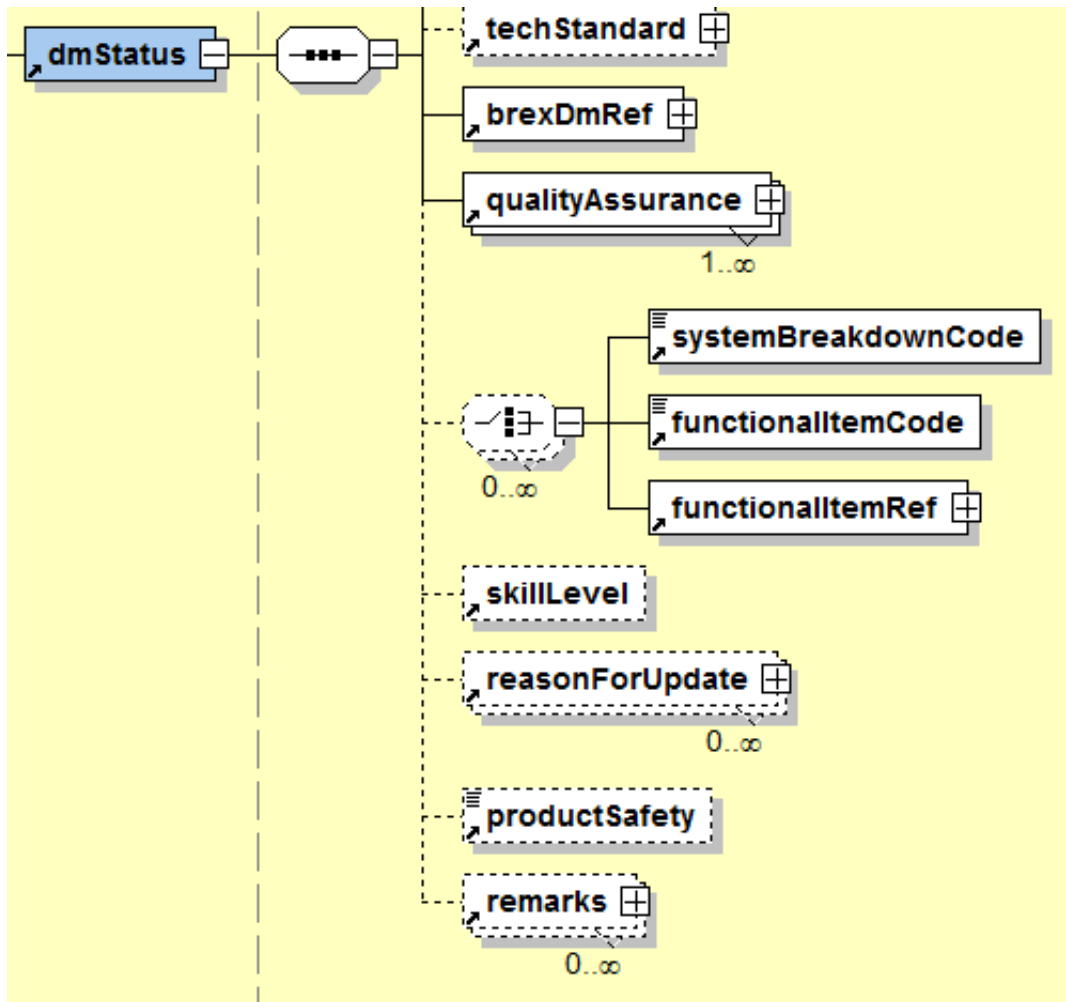 dmStatus
techStandard
brexDmRef
qualityAssurance
1..∞
systemBreakdownCode
functionalItemCode
0..∞
functionalItemRef
skillLevel
reasonForUpdate
0..∞
productSafety
remarks
0..∞